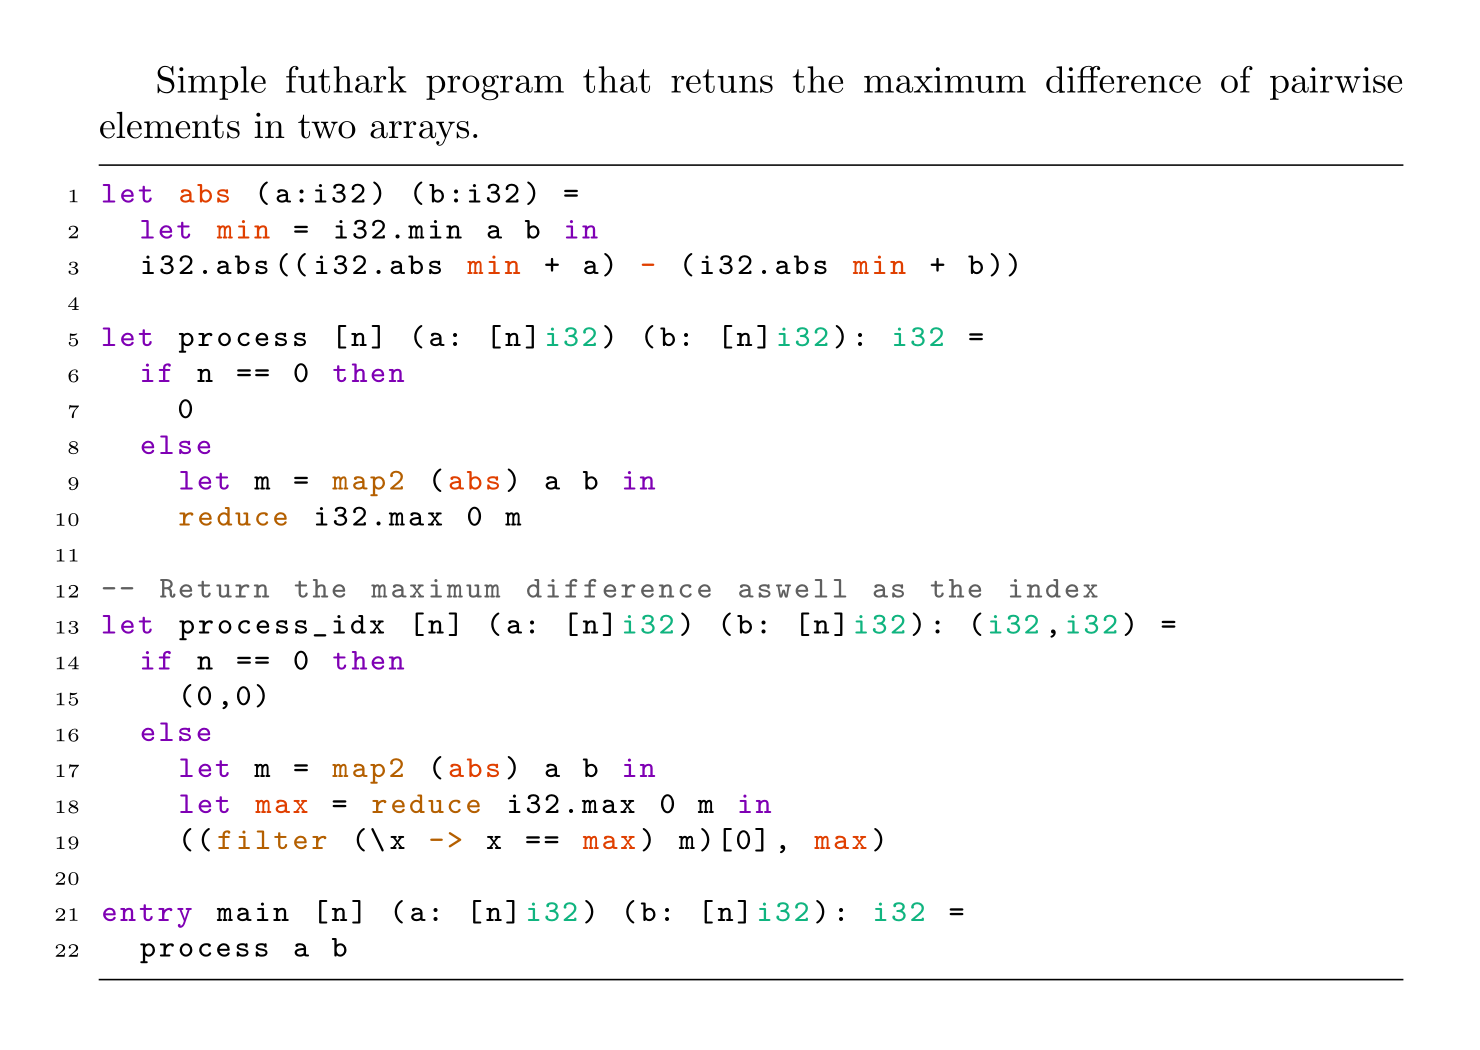 Simple futhark program that retuns the maximum difference of pairwise
elements in two arrays.
1 let abs (a:i32) (b:i32) =
2   let min = i32.min a b in
3   i32.abs((i32.abs min + a) - (i32.abs min + b))
4
5 let process [n] (a: [n]i32) (b: [n]i32): i32 =
6   if n == 0 then
7     0
8   else
9     let m = map2 (abs) a b in
10     reduce i32.max 0 m
11
12 -- Return the maximum difference aswell as the index
13 let process_idx [n] (a: [n]i32) (b: [n]i32): (i32,i32) =
14   if n == 0 then
15     (0,0)
16   else
17     let m = map2 (abs) a b in
18     let max = reduce i32.max 0 m in
19     ((filter (\x -> x == max) m)[0], max)
20
21 entry main [n] (a: [n]i32) (b: [n]i32): i32 =
22   process a b